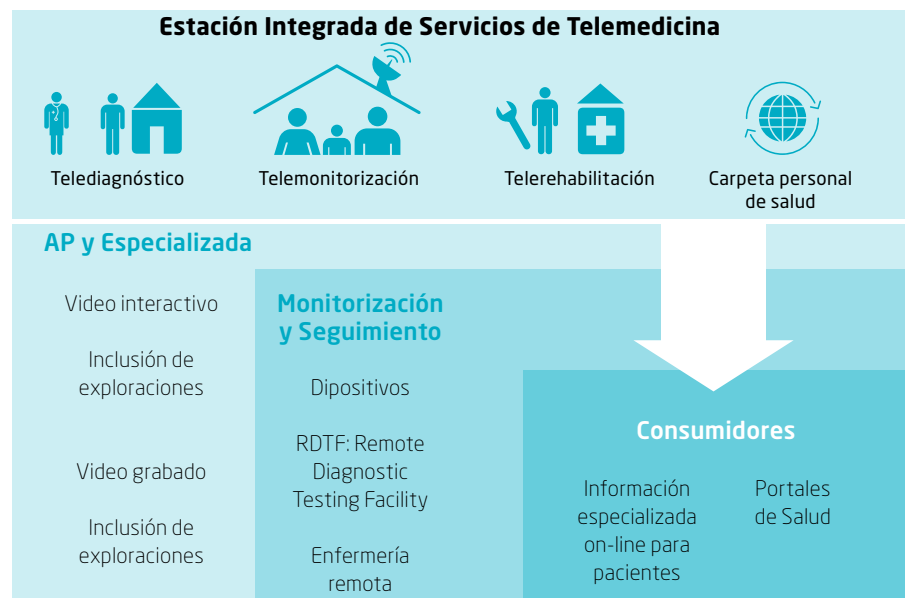 Estación Integrada de Servicios de Telemedicina
Telediagnóstico
Telemonitorización
Telerehabilitación
Carpeta personal
de salud
AP y Especializada
Video interactivo
Inclusión de
exploraciones
Video grabado
Inclusión de
exploraciones
Monitorización
y Seguimiento
Dipositivos
RDTF: Remote
Diagnostic
Testing Facility
Enfermería
remota
Consumidores
Información
especializada
on-line para
pacientes
Portales
de Salud